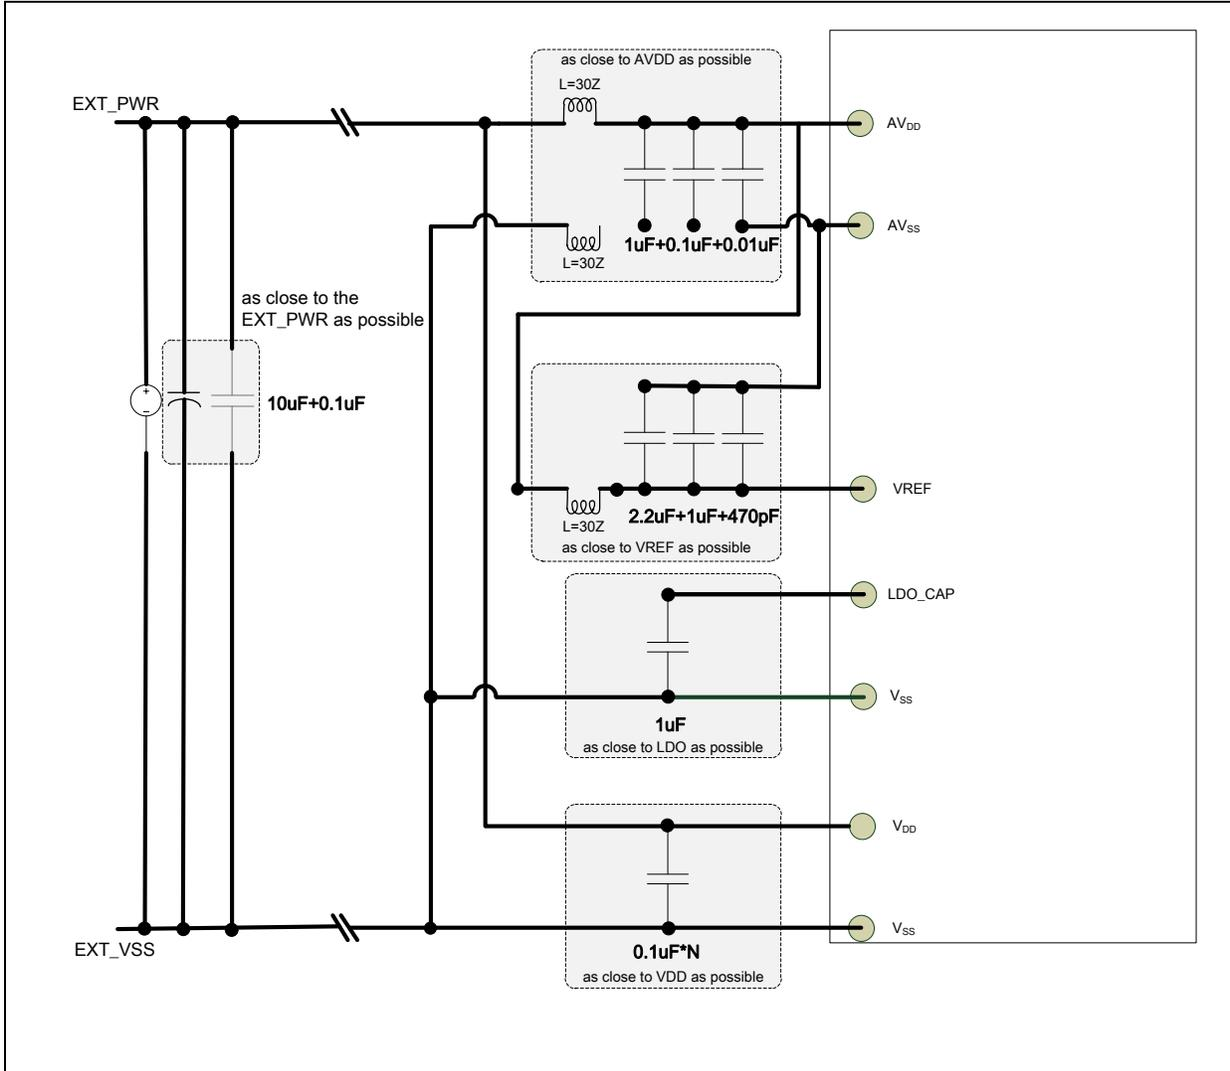 as close to AVDD as possible
L=30Z
EXT_PWR
AVDD
AVSS
1uF+0.1uF+0.01uF
L=30Z
as close to the
EXT_PWR as possible
10uF+0.1uF
VREF
2.2uF+1uF+470pF
L=30Z
as close to VREF as possible
LDO_CAP
VSS
1uF
as close to LDO as possible
VDD
VSS
EXT_VSS
0.1uF*N
as close to VDD as possible
+
−